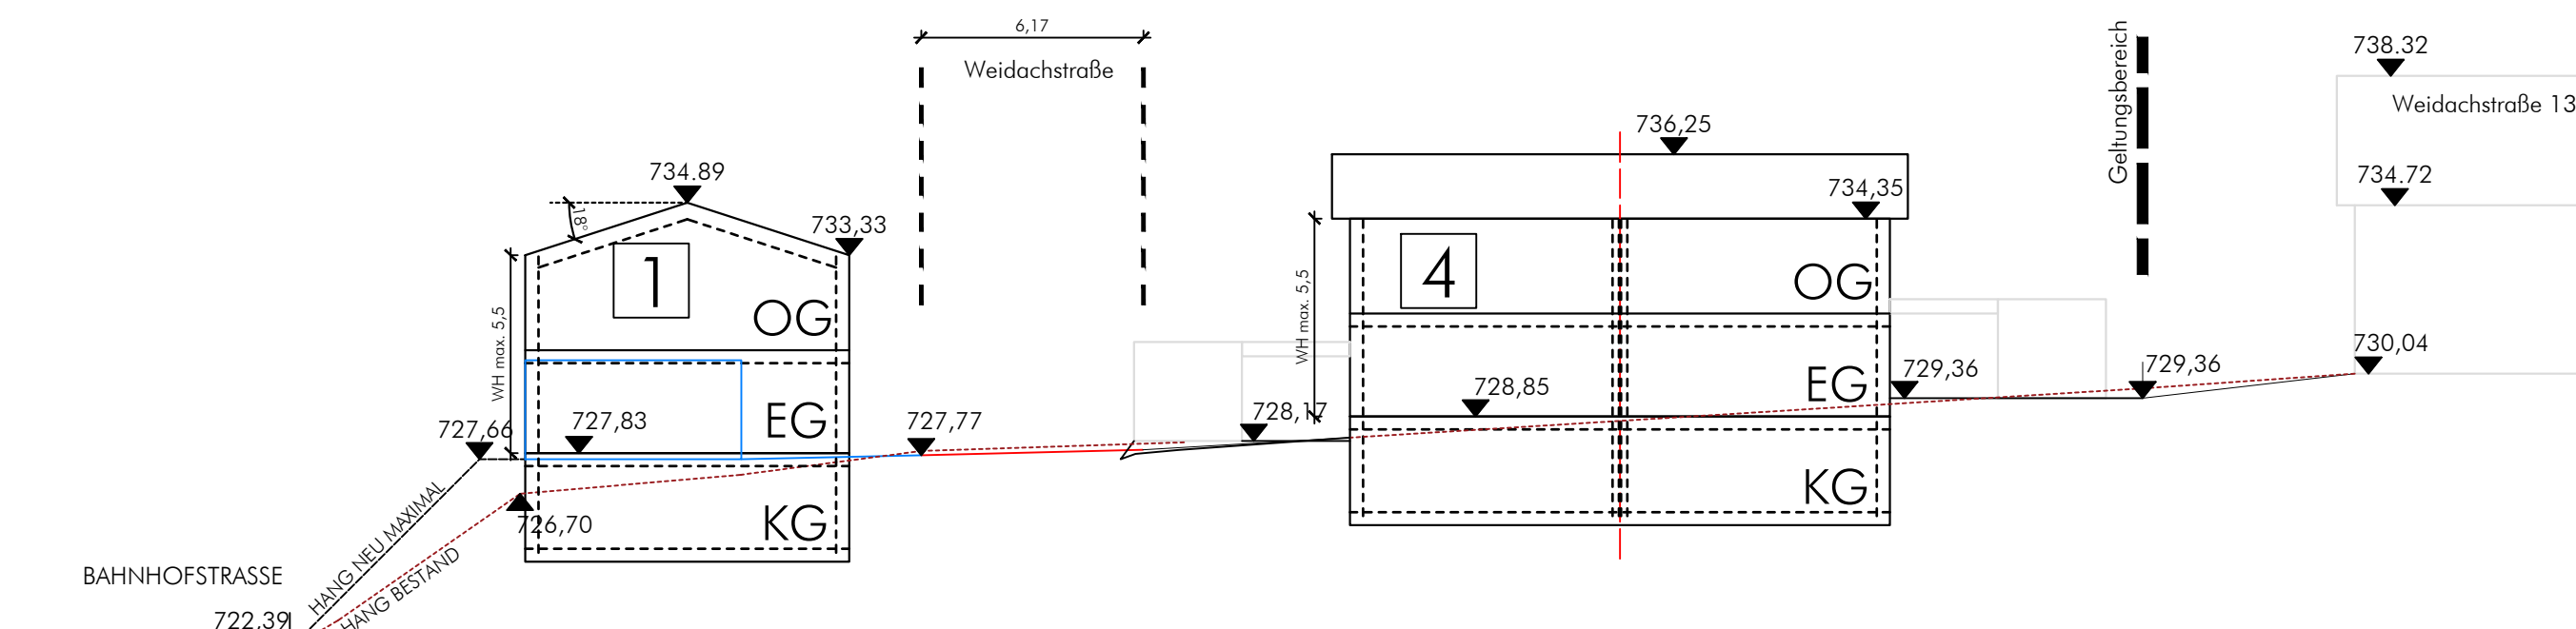 6,17
Weidachstraße
Geltungsbereich
738.32
Weidachstraße 13
736,25
734.89
734,35
734.72
18°
733,33
1
4
OG
OG
WH max. 5,5
WH max. 5,5
730,04
729,36
729,36
EG
728,85
728,17
727,83
727,77
EG
727,66
KG
726,70
KG
HANG NEU MAXIMAL
HANG BESTAND
BAHNHOFSTRASSE
722,39